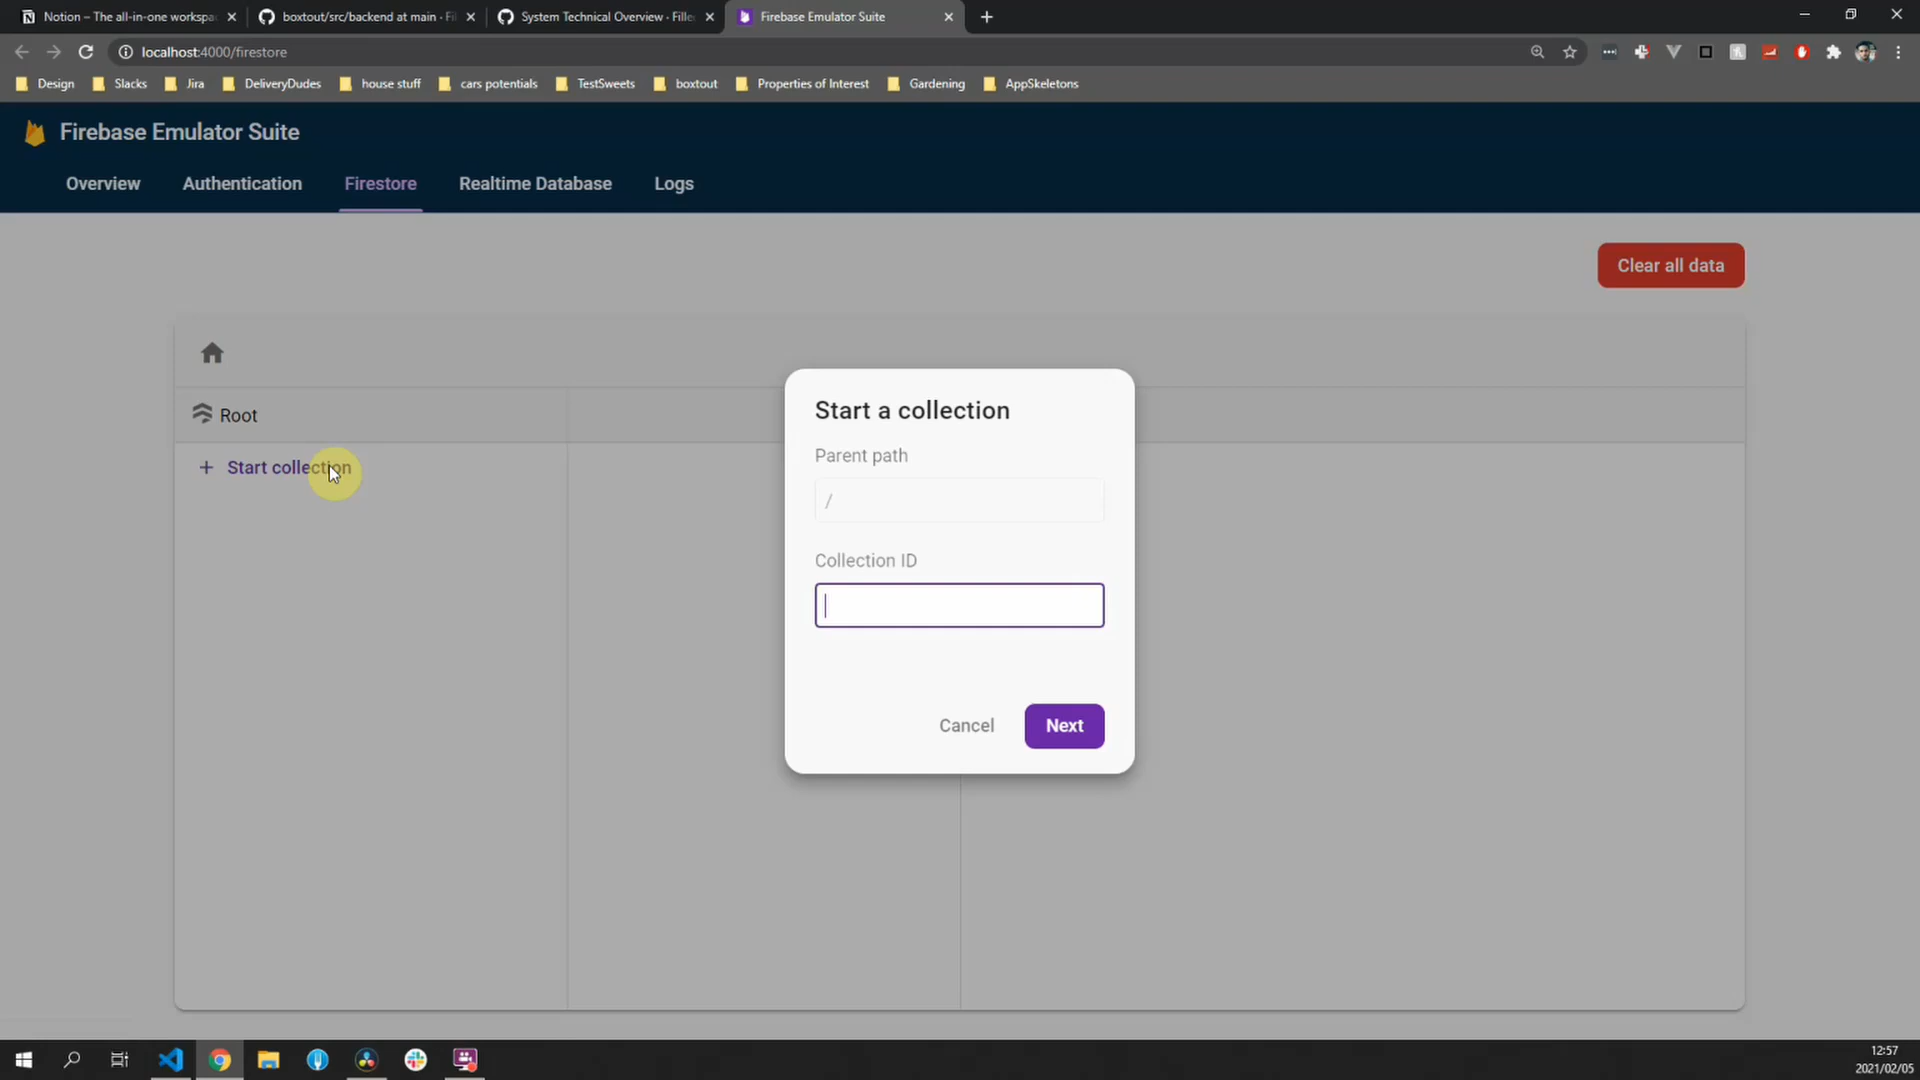 Notion – The all-in-one workspa
boxtout/src/backend at main · Fil
System Technical Overview · Fille
Firebase Emulator Suite
localhost:4000/firestore
Design
Slacks
Jira
DeliveryDudes
house stuff
cars potentials
TestSweets
boxtout
Properties of Interest
Gardening
AppSkeletons
Firebase Emulator Suite
Overview
Authentication
Firestore
Realtime Database
Logs
Clear all data
Root
+ Start collection
Start a collection
Parent path
/
Collection ID
Cancel
Next
12:57
2021/02/05